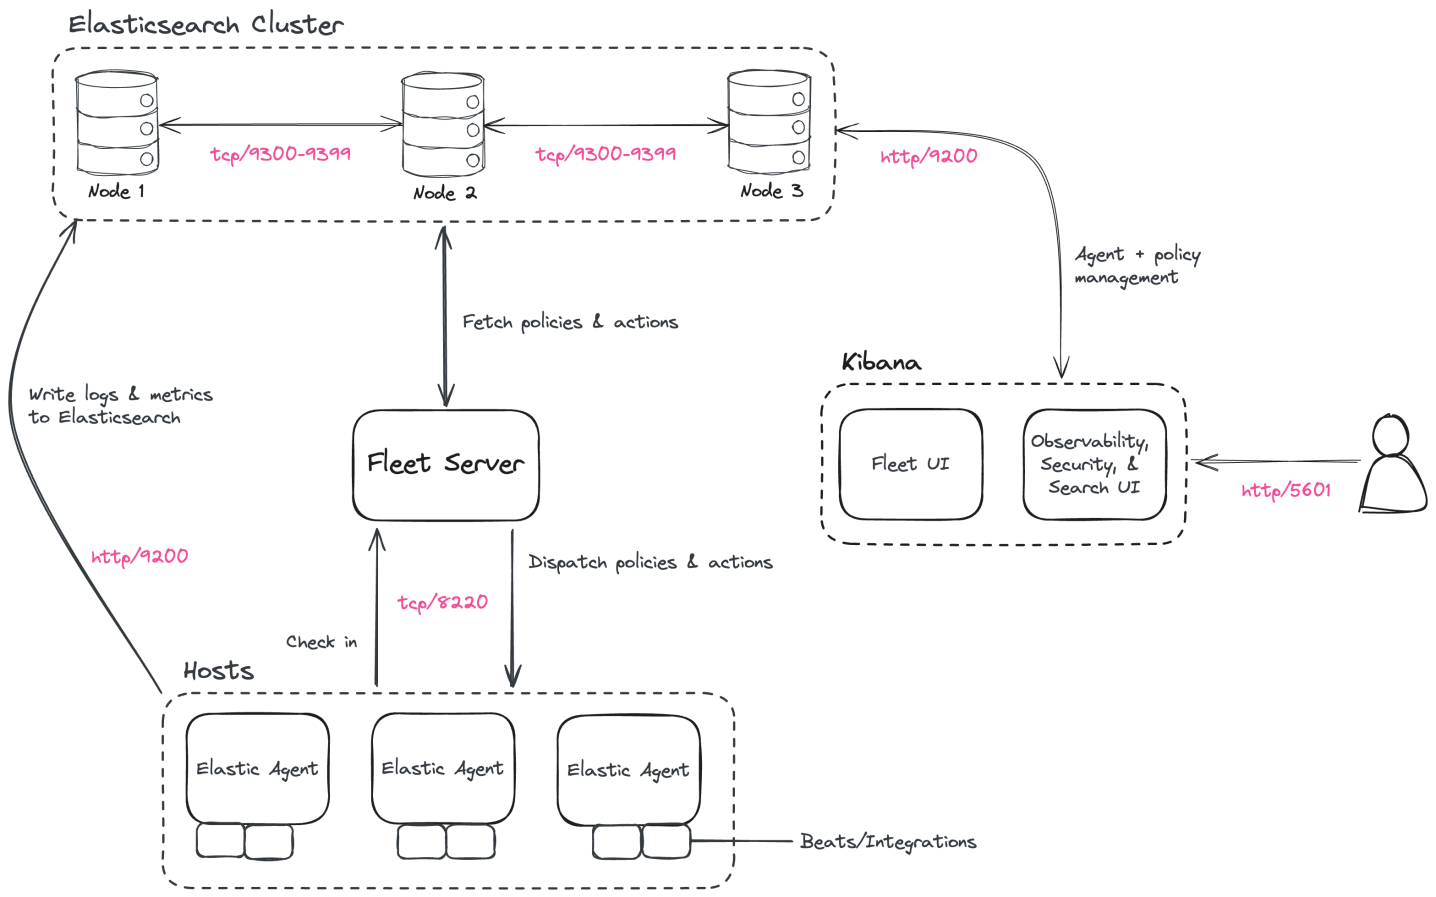 Elasticsearch Cluster
tcp/9300-9399
tcp/9300-9399
http/9200
Node 1
Node 2
Node 3
Agent + policy
management
Fetch policies & actions
Kibana
Write logs & metrics
to Elasticsearch
Fleet Server
Fleet UI
Observability,
Security, &
Search UI
http/5601
http/9200
Dispatch policies & actions
tcp/8220
Check in
Hosts
Elastic Agent
Elastic Agent
Elastic Agent
Beats/Integrations